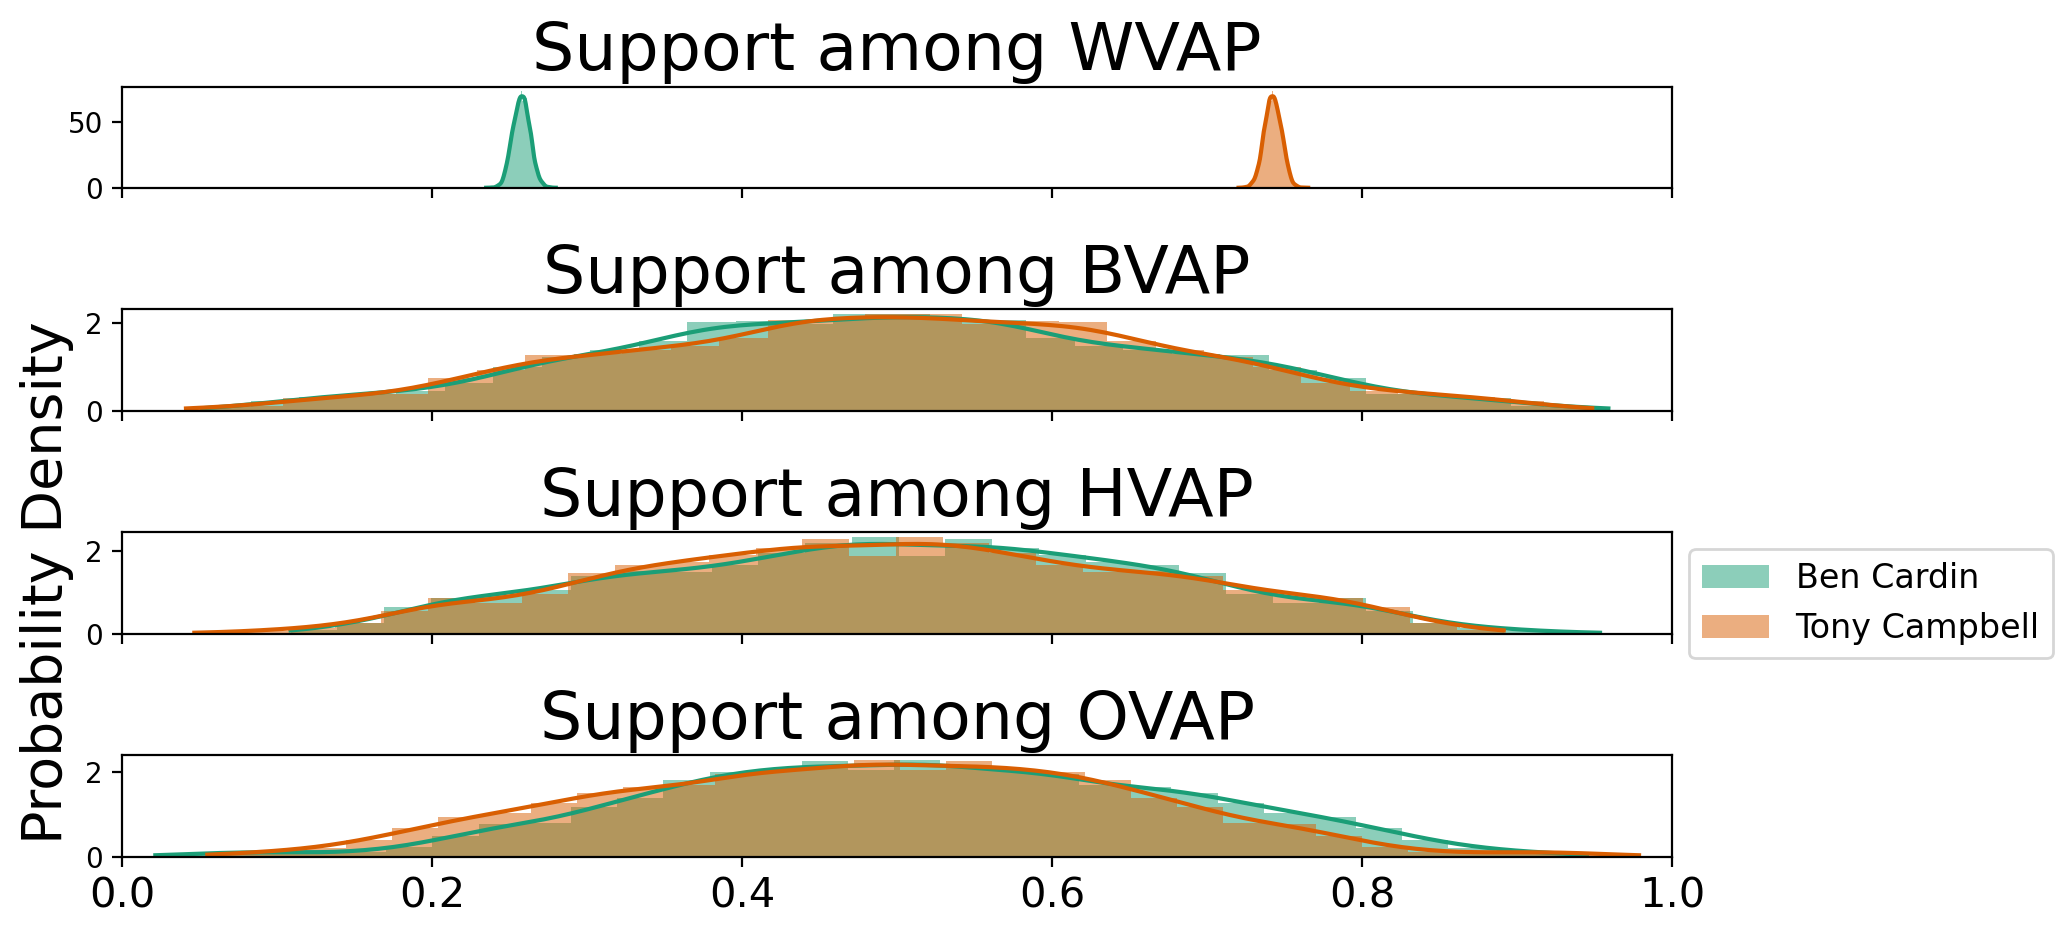 Support among WVAP
50
0
Support among BVAP
2
0
Support among HVAP
2
0
Support among OVAP
2
0
0.0 0.2 0.4 0.6 0.8 1.0
Probability Density
Ben Cardin
Tony Campbell